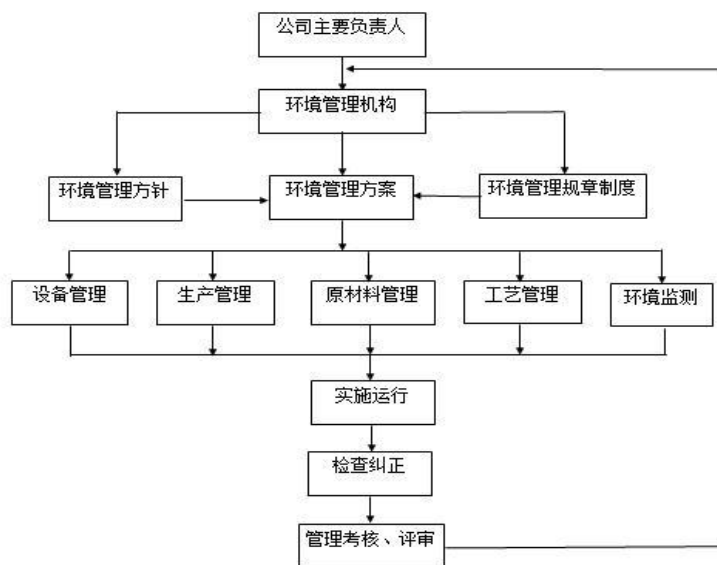 公司主要负责人
环境管理机构
环境管理方针
环境管理方案
环境管理规章制度
设备管理
生产管理
原材料管理
工艺管理
环境监测
实施运行
检查纠正
管理考核、评审